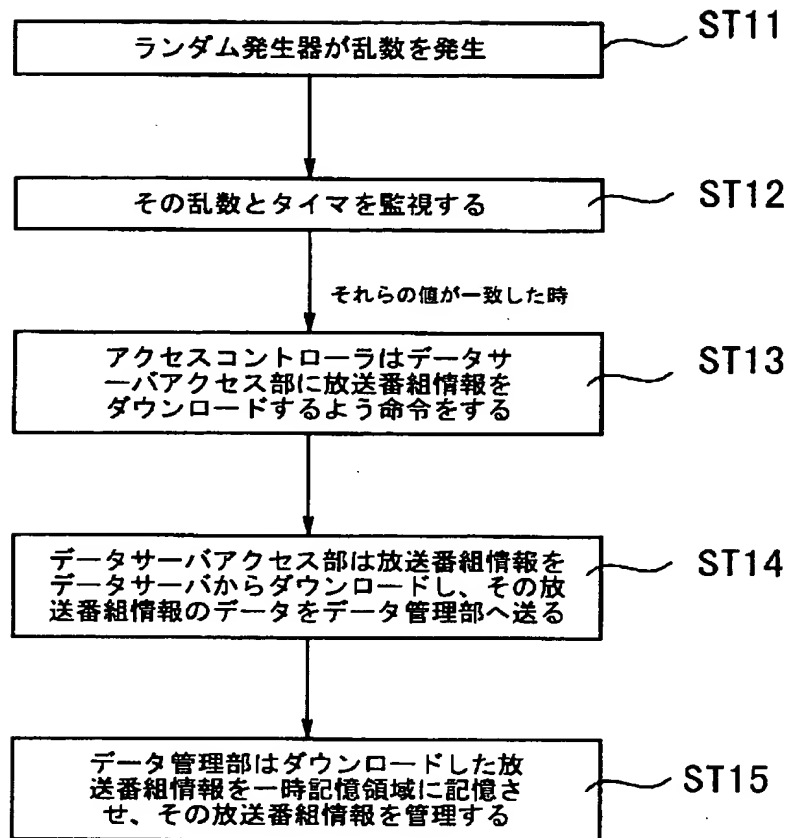 ランダム発生器が乱数を発生
ST11
その乱数とタイマを監視する
ST12
それらの値が一致した時
アクセスコントローラはデータサ
ーバアクセス部に放送番組情報を
ダウンロードするよう命令をする
ST13
データサーバアクセス部は放送番組情報を
データサーバからダウンロードし、その放
送番組情報のデータをデータ管理部へ送る
ST14
データ管理部はダウンロードした放
送番組情報を一時記憶領域に記憶さ
せ、その放送番組情報を管理する
ST15